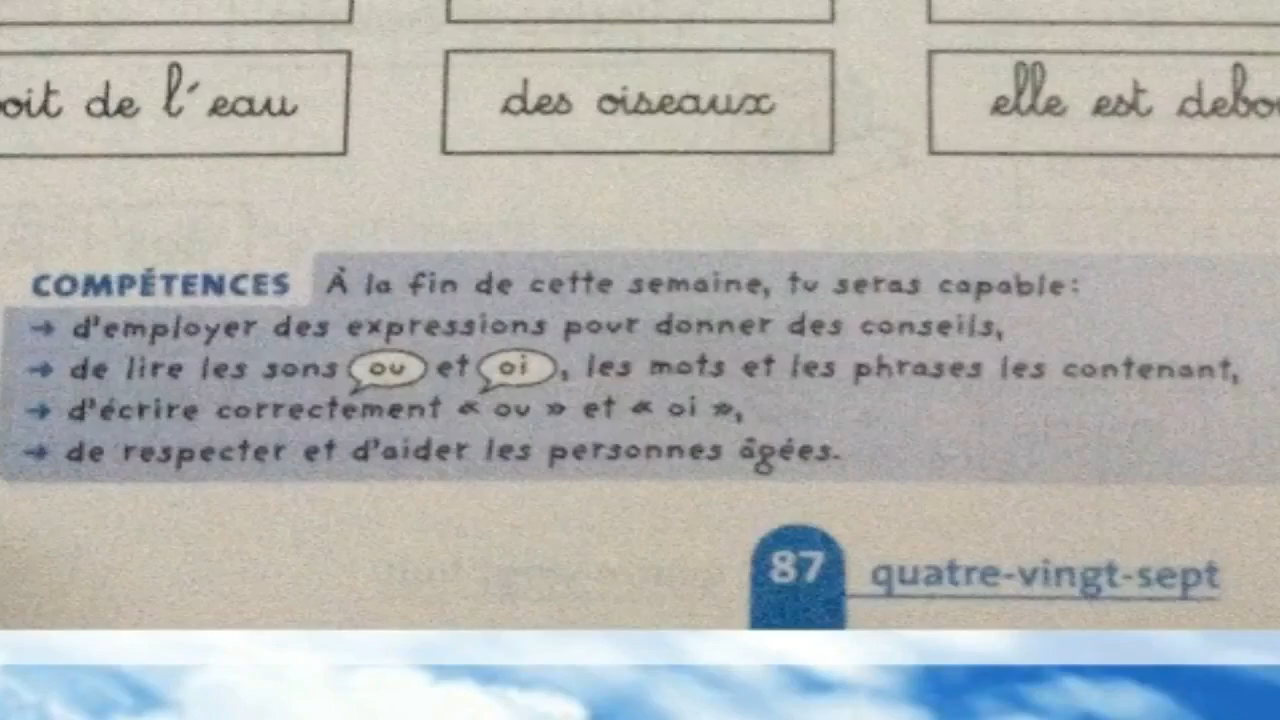 de l'eau
des oiseaux
elle est
COMPÉTENCES À la fin de cette semaine, tu seras capable:
→ d'employer des expressions pour donner des conseils,
→ de lire les sons ou et oi, les mots et les phrases les contenant,
→ d'écrire correctement « ou » et « oi »,
→ de respecter et d'aider les personnes âgées.
87 quatre-vingt-sept